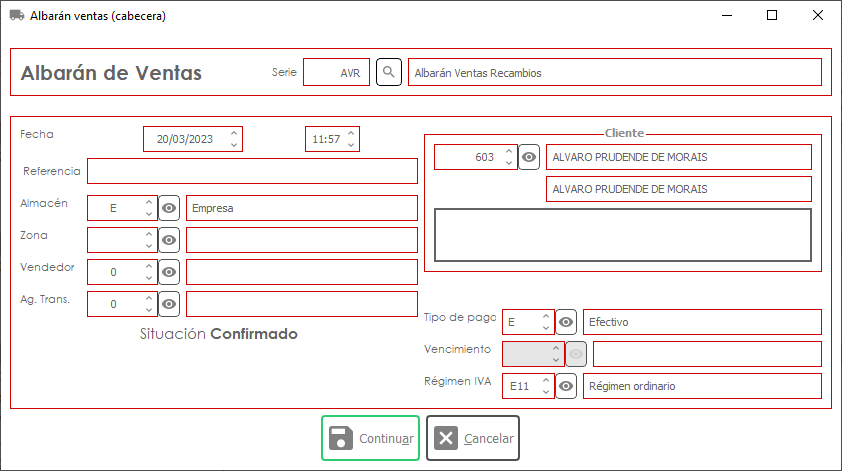 Albarán ventas (cabecera)
Albarán de Ventas Serie AVR Albarán Ventas Recambios
Fecha 20/03/2023 11:57
Referencia
Almacén E Empresa
Zona
Vendedor 0
Ag. Trans. 0
Situación Confirmado
Cliente
603 ALVARO PRUDENDE DE MORAIS
ALVARO PRUDENDE DE MORAIS
Tipo de pago E Efectivo
Vencimiento
Régimen IVA E11 Régimen ordinario
Continuar Cancelar